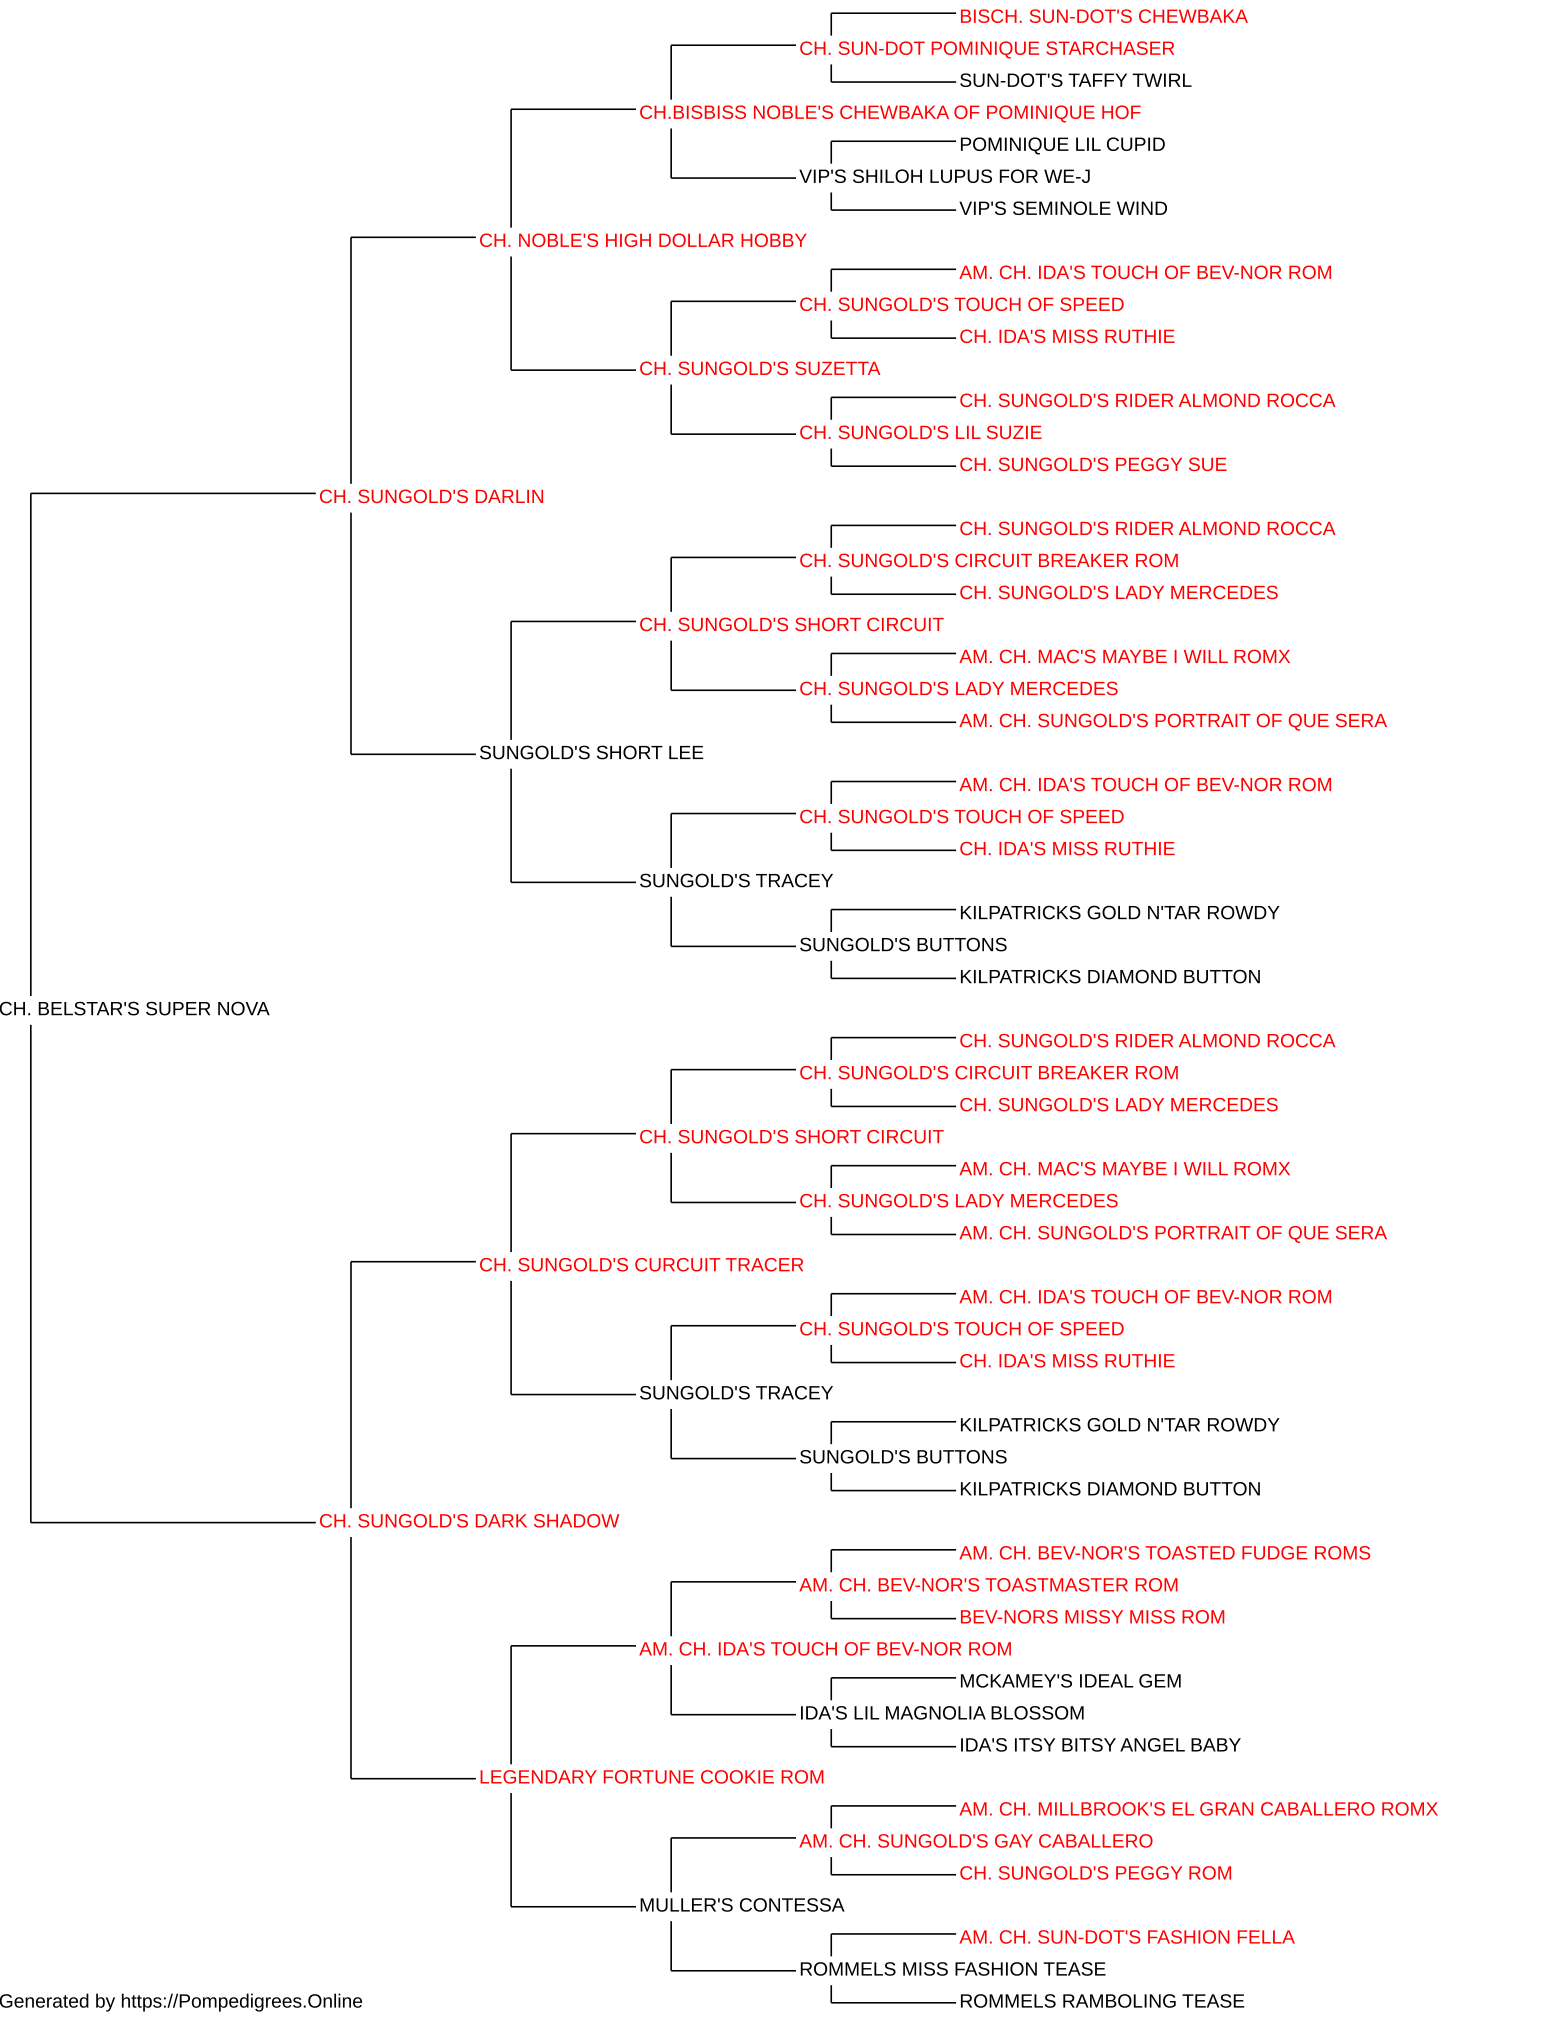 BISCH. SUN-DOT'S CHEWBAKA
CH. SUN-DOT POMINIQUE STARCHASER
SUN-DOT'S TAFFY TWIRL
CH.BISBISS NOBLE'S CHEWBAKA OF POMINIQUE HOF
POMINIQUE LIL CUPID
VIP'S SHILOH LUPUS FOR WE-J
VIP'S SEMINOLE WIND
CH. NOBLE'S HIGH DOLLAR HOBBY
AM. CH. IDA'S TOUCH OF BEV-NOR ROM
CH. SUNGOLD'S TOUCH OF SPEED
CH. IDA'S MISS RUTHIE
CH. SUNGOLD'S SUZETTA
CH. SUNGOLD'S RIDER ALMOND ROCCA
CH. SUNGOLD'S LIL SUZIE
CH. SUNGOLD'S PEGGY SUE
CH. SUNGOLD'S DARLIN
CH. SUNGOLD'S RIDER ALMOND ROCCA
CH. SUNGOLD'S CIRCUIT BREAKER ROM
CH. SUNGOLD'S LADY MERCEDES
CH. SUNGOLD'S SHORT CIRCUIT
AM. CH. MAC'S MAYBE I WILL ROMX
CH. SUNGOLD'S LADY MERCEDES
AM. CH. SUNGOLD'S PORTRAIT OF QUE SERA
SUNGOLD'S SHORT LEE
AM. CH. IDA'S TOUCH OF BEV-NOR ROM
CH. SUNGOLD'S TOUCH OF SPEED
CH. IDA'S MISS RUTHIE
SUNGOLD'S TRACEY
KILPATRICKS GOLD N'TAR ROWDY
SUNGOLD'S BUTTONS
KILPATRICKS DIAMOND BUTTON
CH. BELSTAR'S SUPER NOVA
CH. SUNGOLD'S RIDER ALMOND ROCCA
CH. SUNGOLD'S CIRCUIT BREAKER ROM
CH. SUNGOLD'S LADY MERCEDES
CH. SUNGOLD'S SHORT CIRCUIT
AM. CH. MAC'S MAYBE I WILL ROMX
CH. SUNGOLD'S LADY MERCEDES
AM. CH. SUNGOLD'S PORTRAIT OF QUE SERA
CH. SUNGOLD'S CURCUIT TRACER
AM. CH. IDA'S TOUCH OF BEV-NOR ROM
CH. SUNGOLD'S TOUCH OF SPEED
CH. IDA'S MISS RUTHIE
SUNGOLD'S TRACEY
KILPATRICKS GOLD N'TAR ROWDY
SUNGOLD'S BUTTONS
KILPATRICKS DIAMOND BUTTON
CH. SUNGOLD'S DARK SHADOW
AM. CH. BEV-NOR'S TOASTED FUDGE ROMS
AM. CH. BEV-NOR'S TOASTMASTER ROM
BEV-NORS MISSY MISS ROM
AM. CH. IDA'S TOUCH OF BEV-NOR ROM
MCKAMEY'S IDEAL GEM
IDA'S LIL MAGNOLIA BLOSSOM
IDA'S ITSY BITSY ANGEL BABY
LEGENDARY FORTUNE COOKIE ROM
AM. CH. MILLBROOK'S EL GRAN CABALLERO ROMX
AM. CH. SUNGOLD'S GAY CABALLERO
CH. SUNGOLD'S PEGGY ROM
MULLER'S CONTESSA
AM. CH. SUN-DOT'S FASHION FELLA
ROMMELS MISS FASHION TEASE
ROMMELS RAMBOLING TEASE
Generated by https://Pompedigrees.Online